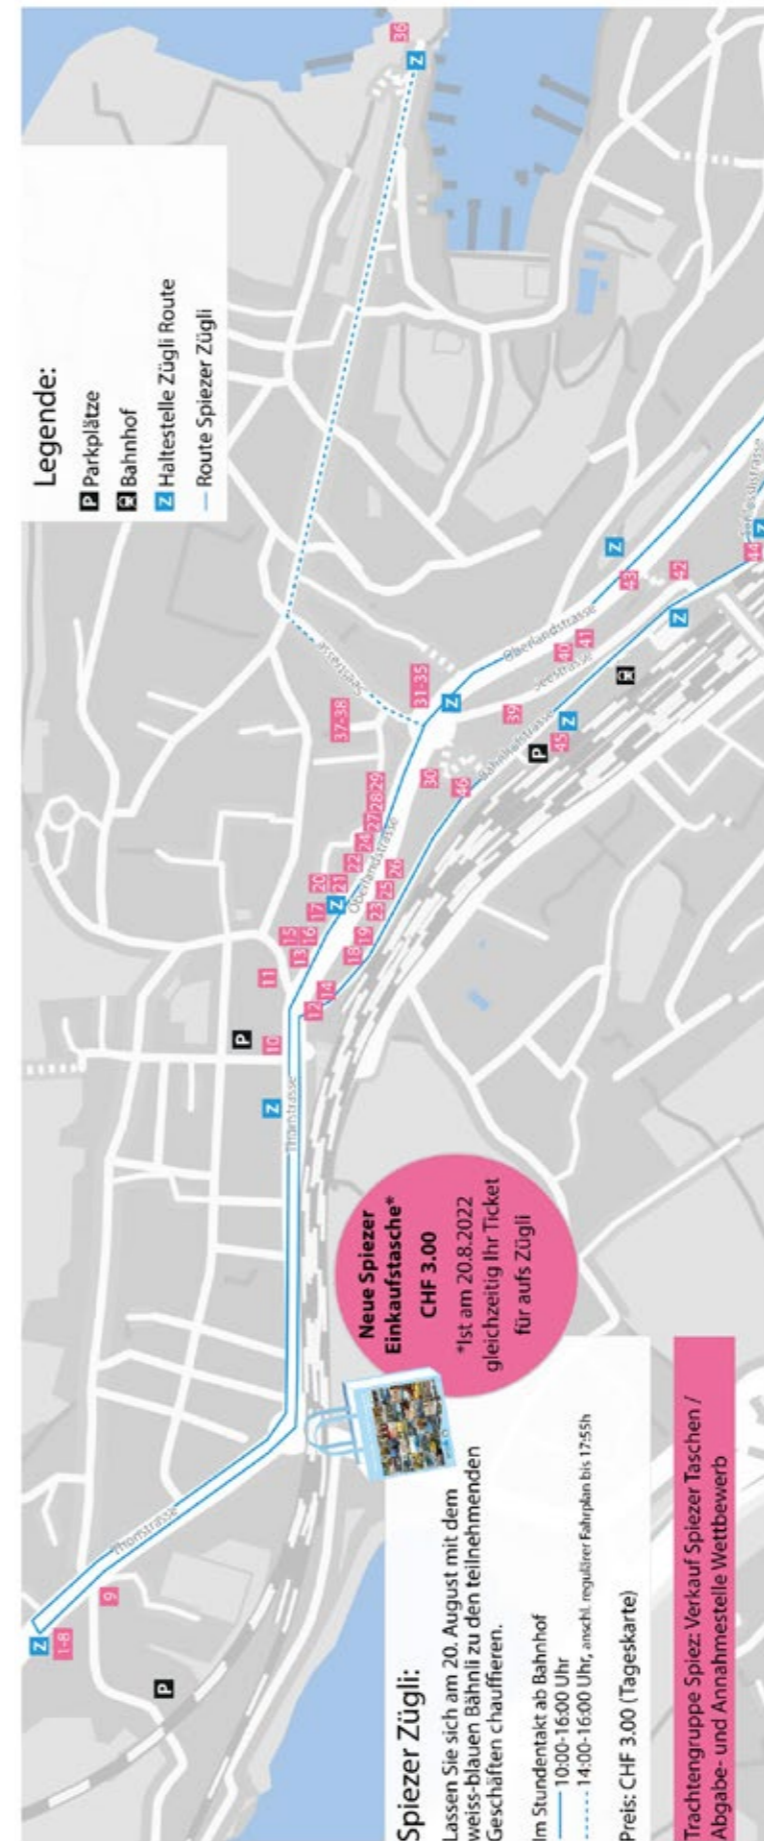 Legende:
P Parkplätze
Bahnhof
Z Haltestelle Zügli Route
Route Spiezer Zügli
36
Z
Seestrasse
37-38
31-35
Z
Oberlandstrasse
Z
43
42
Z
44
Z
Schlösslistrasse
40
41
Seestrasse
39
Z
45
P
Bahnhofstrasse
46
30
29
28
27
24
22
21
20
Oberlandstrasse
26
25
23
Z
17
16
15
13
19
18
14
12
11
10
P
Z
Thunstrasse
Thunstrasse
9
Z
1-8
P
Neue Spiezer
Einkaufstasche*
CHF 3.00
*Ist am 20.8.2022
gleichzeitig Ihr Ticket
für aufs Zügli
Spiezer Zügli:
Lassen Sie sich am 20. August mit dem
weiss-blauen Bähnli zu den teilnehmenden
Geschäften chauffieren.
Im Stundentakt ab Bahnhof
10:00-16:00 Uhr
14:00-16:00 Uhr, anschl. regulärer Fahrplan bis 17:55h
Preis: CHF 3.00 (Tageskarte)
Trachtengruppe Spiez: Verkauf Spiezer Taschen /
Abgabe- und Annahmestelle Wettbewerb